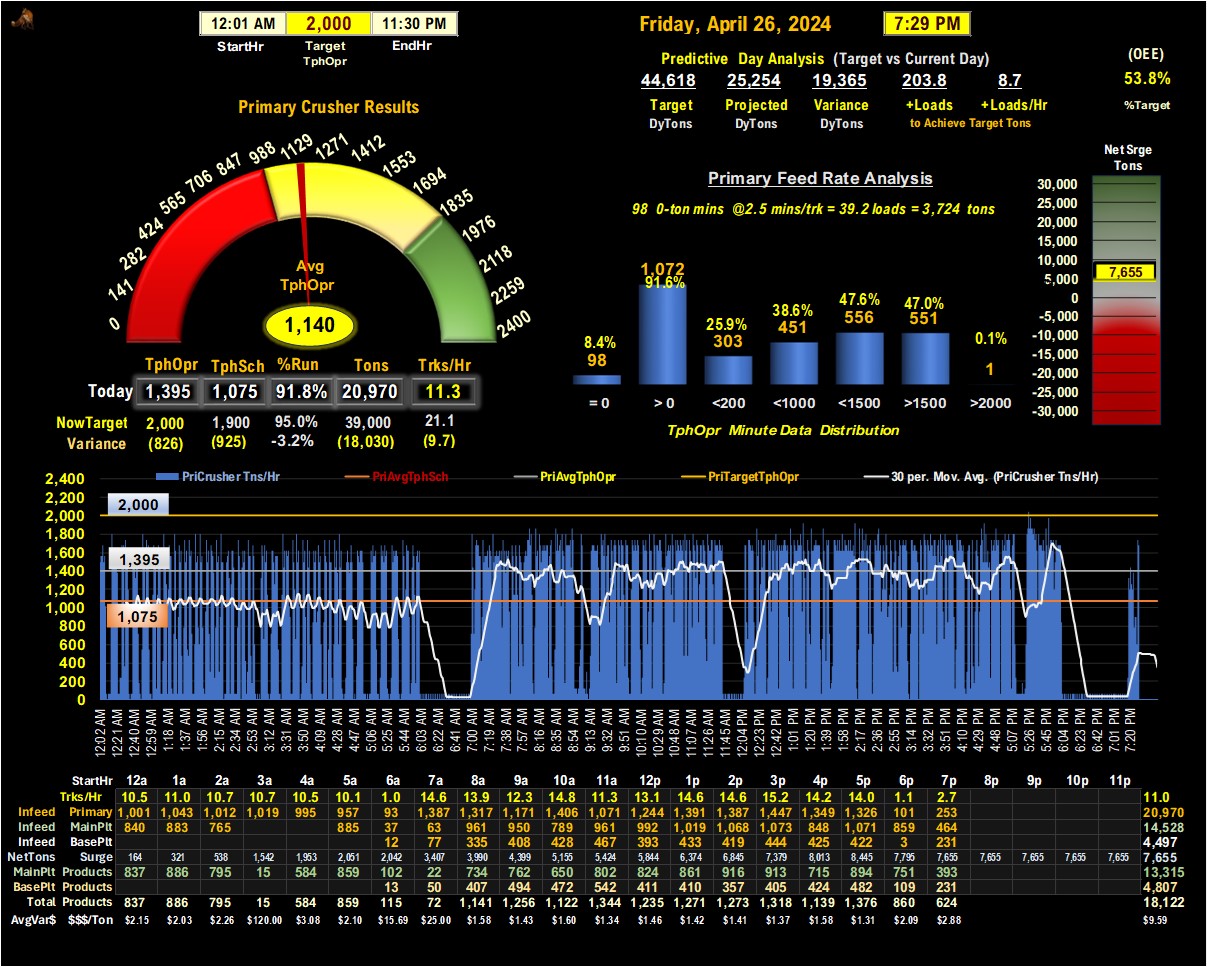 12:01 AM 2,000 11:30 PM
StartHr Target EndHr
TphOpr
Friday, April 26, 2024 7:29 PM
Predictive Day Analysis (Target vs Current Day)
44,618 25,254 19,365 203.8 8.7
Target Projected Variance +Loads +Loads/Hr
DyTons DyTons DyTons to Achieve Target Tons
(OEE)
53.8%
%Target
Primary Crusher Results
0 141 282 424 565 706 847 988 1129 1271 1412 1553 1694 1835 1976 2118 2259 2400
Avg
TphOpr
1,140
TphOpr TphSch %Run Tons Trks/Hr
Today 1,395 1,075 91.8% 20,970 11.3
NowTarget 2,000 1,900 95.0% 39,000 21.1
Variance (826) (925) -3.2% (18,030) (9.7)
Primary Feed Rate Analysis
98 0-ton mins @2.5 mins/trk = 39.2 loads = 3,724 tons
8.4% 91.6% 25.9% 38.6% 47.6% 47.0% 0.1%
98 1,072 303 451 556 551 1
= 0 > 0 <200 <1000 <1500 >1500 >2000
TphOpr Minute Data Distribution
Net Srge
Tons
30,000
25,000
20,000
15,000
10,000
7,655
5,000
0
-5,000
-10,000
-15,000
-20,000
-25,000
-30,000
PriCrusher Tns/Hr PriAvgTphSch PriAvgTphOpr PriTargetTphOpr 30 per. Mov. Avg. (PriCrusher Tns/Hr)
2,400
2,200
2,000
1,800
1,600
1,400
1,200
1,000
800
600
400
200
0
2,000
1,395
1,075
12:02 AM 12:21 AM 12:40 AM 12:59 AM 1:18 AM 1:37 AM 1:56 AM 2:15 AM 2:34 AM 2:53 AM 3:12 AM 3:31 AM 3:50 AM 4:09 AM 4:28 AM 4:47 AM 5:06 AM 5:25 AM 5:44 AM 6:03 AM 6:22 AM 6:41 AM 7:00 AM 7:19 AM 7:38 AM 7:57 AM 8:16 AM 8:35 AM 8:54 AM 9:13 AM 9:32 AM 9:51 AM 10:10 AM 10:29 AM 10:48 AM 11:07 AM 11:26 AM 11:45 AM 12:04 PM 12:23 PM 12:42 PM 1:01 PM 1:20 PM 1:39 PM 1:58 PM 2:17 PM 2:36 PM 2:55 PM 3:14 PM 3:32 PM 3:51 PM 4:10 PM 4:29 PM 4:48 PM 5:07 PM 5:26 PM 5:45 PM 6:04 PM 6:23 PM 6:42 PM 7:01 PM 7:20 PM
StartHr 12a 1a 2a 3a 4a 5a 6a 7a 8a 9a 10a 11a 12p 1p 2p 3p 4p 5p 6p 7p 8p 9p 10p 11p
Trks/Hr 10.5 11.0 10.7 10.7 10.5 10.1 1.0 14.6 13.9 12.3 14.8 11.3 13.1 14.6 14.6 15.2 14.2 14.0 1.1 2.7 11.0
Infeed Primary 1,001 1,043 1,012 1,019 995 957 93 1,387 1,317 1,171 1,406 1,071 1,244 1,391 1,387 1,447 1,349 1,326 101 253 20,970
Infeed MainPlt 840 883 765 885 37 63 961 950 789 961 992 1,019 1,068 1,073 848 1,071 859 464 14,528
Infeed BasePlt 12 77 335 408 428 467 393 433 419 444 425 422 3 231 4,497
NetTons Surge 164 321 538 1,542 1,953 2,051 2,042 3,407 3,990 4,399 5,155 5,424 5,844 6,374 6,845 7,379 8,013 8,445 7,795 7,655 7,655 7,655 7,655 7,655 7,655
MainPlt Products 837 886 795 15 584 859 102 22 734 762 650 802 824 861 916 913 715 894 751 393 13,315
BasePlt Products 13 50 407 494 472 542 411 410 357 405 424 482 109 231 4,807
Total Products 837 886 795 15 584 859 115 72 1,141 1,256 1,122 1,344 1,235 1,271 1,273 1,318 1,139 1,376 860 624 18,122
AvgVar$ $$$/Ton $2.15 $2.03 $2.26 $120.00 $3.08 $2.10 $15.69 $25.00 $1.58 $1.43 $1.60 $1.34 $1.46 $1.42 $1.41 $1.37 $1.58 $1.31 $2.09 $2.88 $9.59